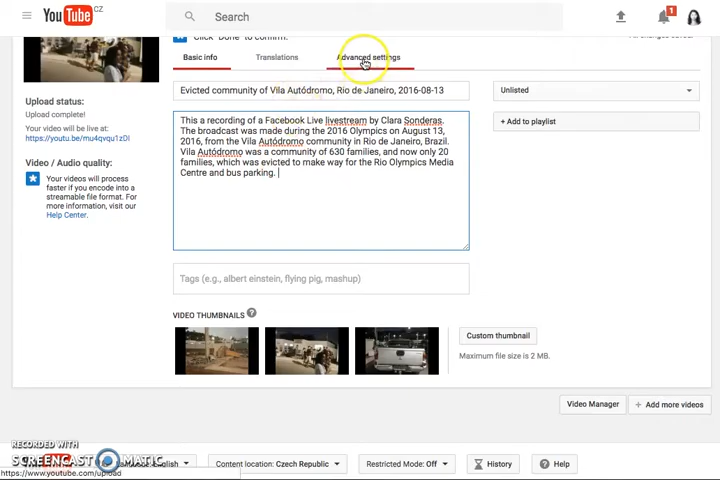 YouTube CZ
Search
1
Click "Done" to confirm.
All changes saved.
Basic info
Translations
Advanced settings
Upload status:
Upload complete!
Your video will be live at:
https://youtu.be/mu4qvqu1zDI
Video / Audio quality:
Your videos will process
faster if you encode into a
streamable file format. For
more information, visit our
Help Center.
Evicted community of Vila Autódromo, Rio de Janeiro, 2016-08-13
This a recording of a Facebook Live livestream by Clara Sonderas.
The broadcast was made during the 2016 Olympics on August 13,
2016, from the Vila Autódromo community in Rio de Janeiro, Brazil.
Vila Autódromo was a community of 630 families, and now only 20
families, which was evicted to make way for the Rio Olympics Media
Centre and bus parking.
Unlisted
+ Add to playlist
Tags (e.g., albert einstein, flying pig, mashup)
VIDEO THUMBNAILS ?
Custom thumbnail
Maximum file size is 2 MB.
Video Manager
+ Add more videos
RECORDED WITH
SCREENCAST MATIC
English
Content location: Czech Republic
Restricted Mode: Off
History
Help
https://www.youtube.com/upload